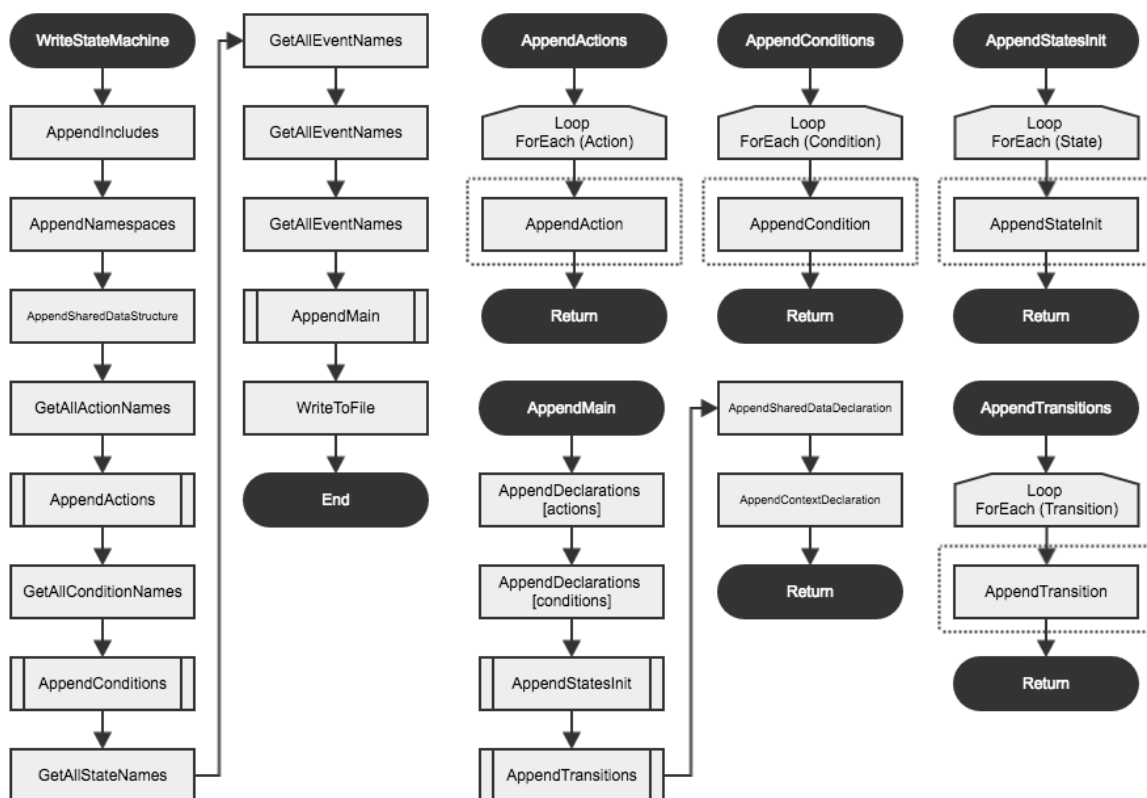 WriteStateMachine
AppendIncludes
AppendNamespaces
AppendSharedDataStructure
GetAllActionNames
AppendActions
GetAllConditionNames
AppendConditions
GetAllStateNames
GetAllEventNames
GetAllEventNames
GetAllEventNames
AppendMain
WriteToFile
End
AppendActions
Loop
ForEach (Action)
AppendAction
Return
AppendConditions
Loop
ForEach (Condition)
AppendCondition
Return
AppendStatesInit
Loop
ForEach (State)
AppendStateInit
Return
AppendMain
AppendDeclarations
[actions]
AppendDeclarations
[conditions]
AppendStatesInit
AppendTransitions
AppendSharedDataDeclaration
AppendContextDeclaration
Return
AppendTransitions
Loop
ForEach (Transition)
AppendTransition
Return